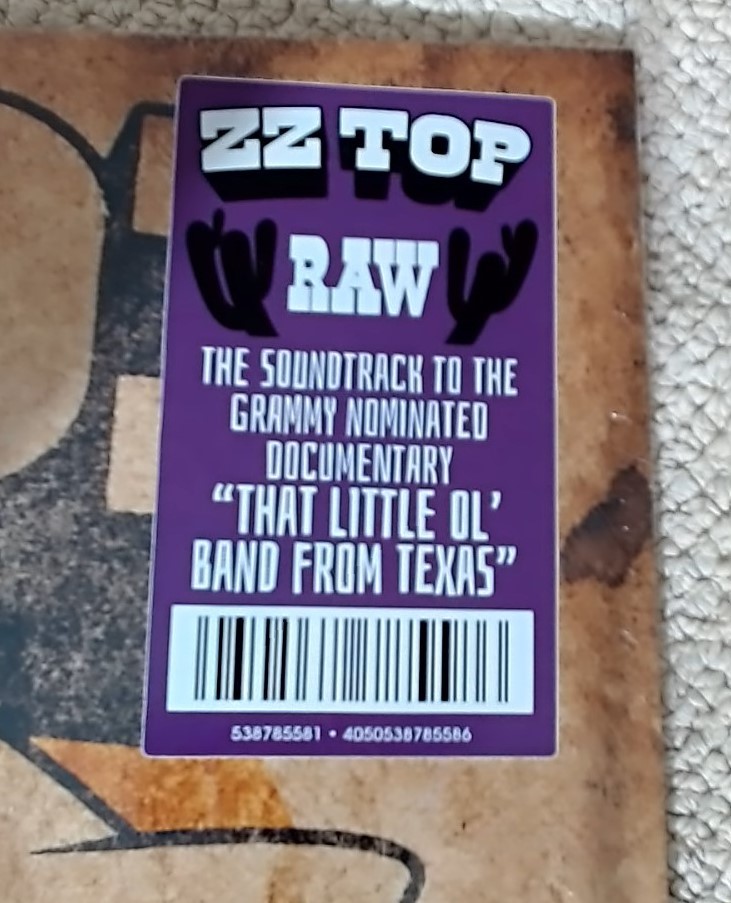 ZZ TOP
RAW
THE SOUNDTRACK TO THE
GRAMMY NOMINATED
DOCUMENTARY
“THAT LITTLE OL’
BAND FROM TEXAS”
538785581 • 4050538785586